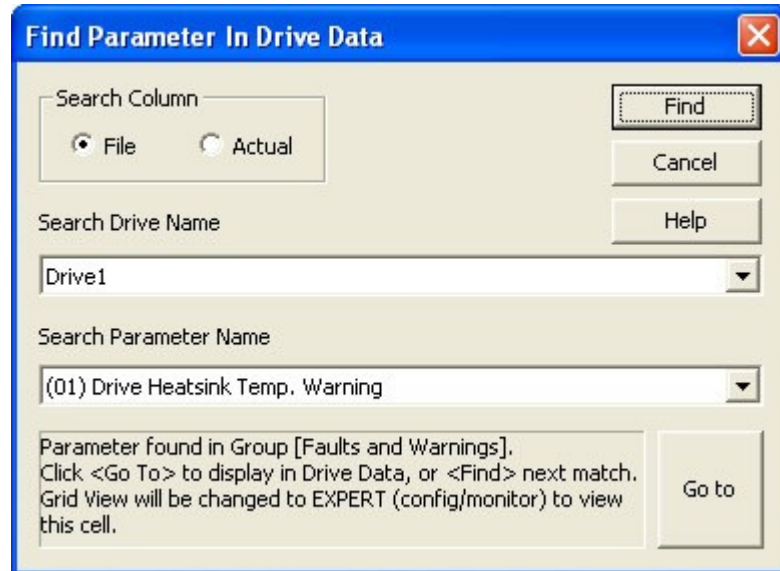 Find Parameter In Drive Data
Search Column
File
Actual
Find
Cancel
Help
Search Drive Name
Drive1
Search Parameter Name
(01) Drive Heatsink Temp. Warning
Parameter found in Group [Faults and Warnings].
Click <Go To> to display in Drive Data, or <Find> next match.
Grid View will be changed to EXPERT (config/monitor) to view
this cell.
Go to